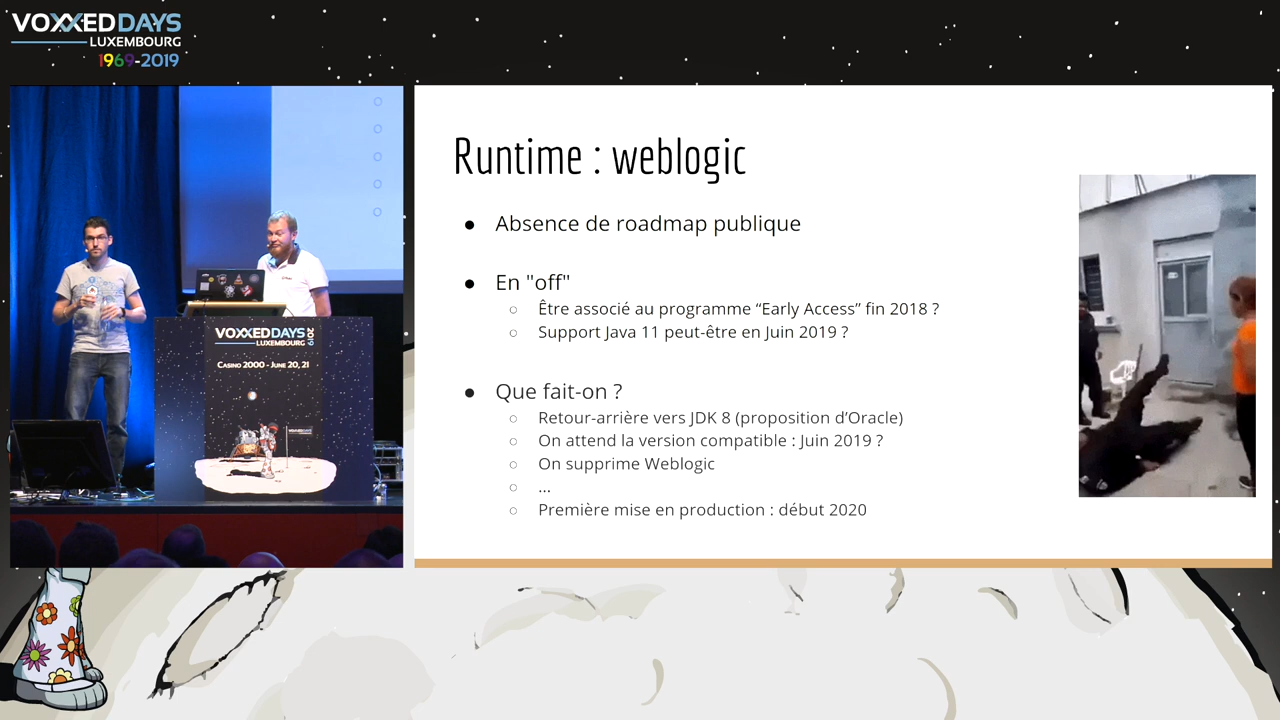 VOXXEDDAYS
LUXEMBOURG
1969-2019
VOXXEDDAYS
LUXEMBOURG
2019
CASINO 2000 - JUNE 20, 21
Runtime : weblogic
● Absence de roadmap publique
● En "off"
○ Être associé au programme “Early Access” fin 2018 ?
○ Support Java 11 peut-être en Juin 2019 ?
● Que fait-on ?
○ Retour-arrière vers JDK 8 (proposition d’Oracle)
○ On attend la version compatible : Juin 2019 ?
○ On supprime Weblogic
○ ...
○ Première mise en production : début 2020